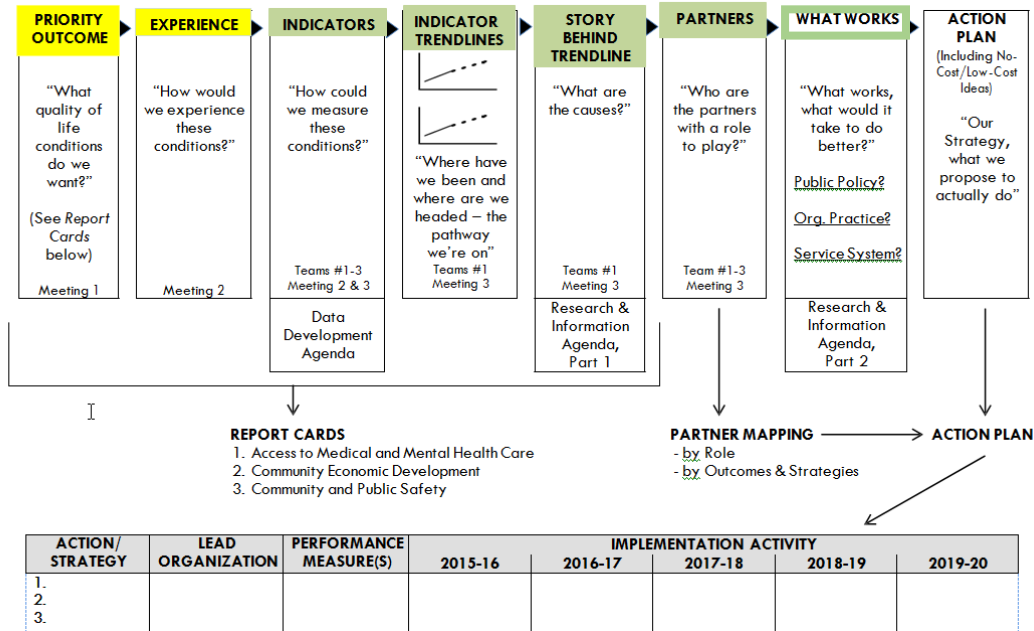 PRIORITY
OUTCOME
"What
quality of
life
conditions
do we
want?"
(See Report
Cards
below)
Meeting 1
EXPERIENCE
"How would
we experience
these
conditions?"
Meeting 2
INDICATORS
"How could
we measure
these
conditions?"
Teams #1-3
Meeting 2 & 3
Data
Development
Agenda
INDICATOR
TRENDLINES
"Where have
we been and
where are we
headed – the
pathway
we're on"
Teams #1
Meeting 3
STORY
BEHIND
TRENDLINE
"What are
the causes?"
Teams #1
Meeting 3
Research &
Information
Agenda,
Part 1
PARTNERS
"Who are
the partners
with a role
to play?"
Team #1-3
Meeting 3
WHAT WORKS
"What works,
what would it
take to do
better?"
Public Policy?
Org. Practice?
Service System?
Research &
Information
Agenda,
Part 2
ACTION
PLAN
(Including No-
Cost/Low-Cost
Ideas)
"Our
Strategy,
what we
propose to
actually do"
REPORT CARDS
1. Access to Medical and Mental Health Care
2. Community Economic Development
3. Community and Public Safety
PARTNER MAPPING
- by Role
- by Outcomes & Strategies
ACTION PLAN
ACTION/
STRATEGY
LEAD
ORGANIZATION
PERFORMANCE
MEASURE(S)
IMPLEMENTATION ACTIVITY
2015-16 2016-17 2017-18 2018-19 2019-20
1.
2.
3.